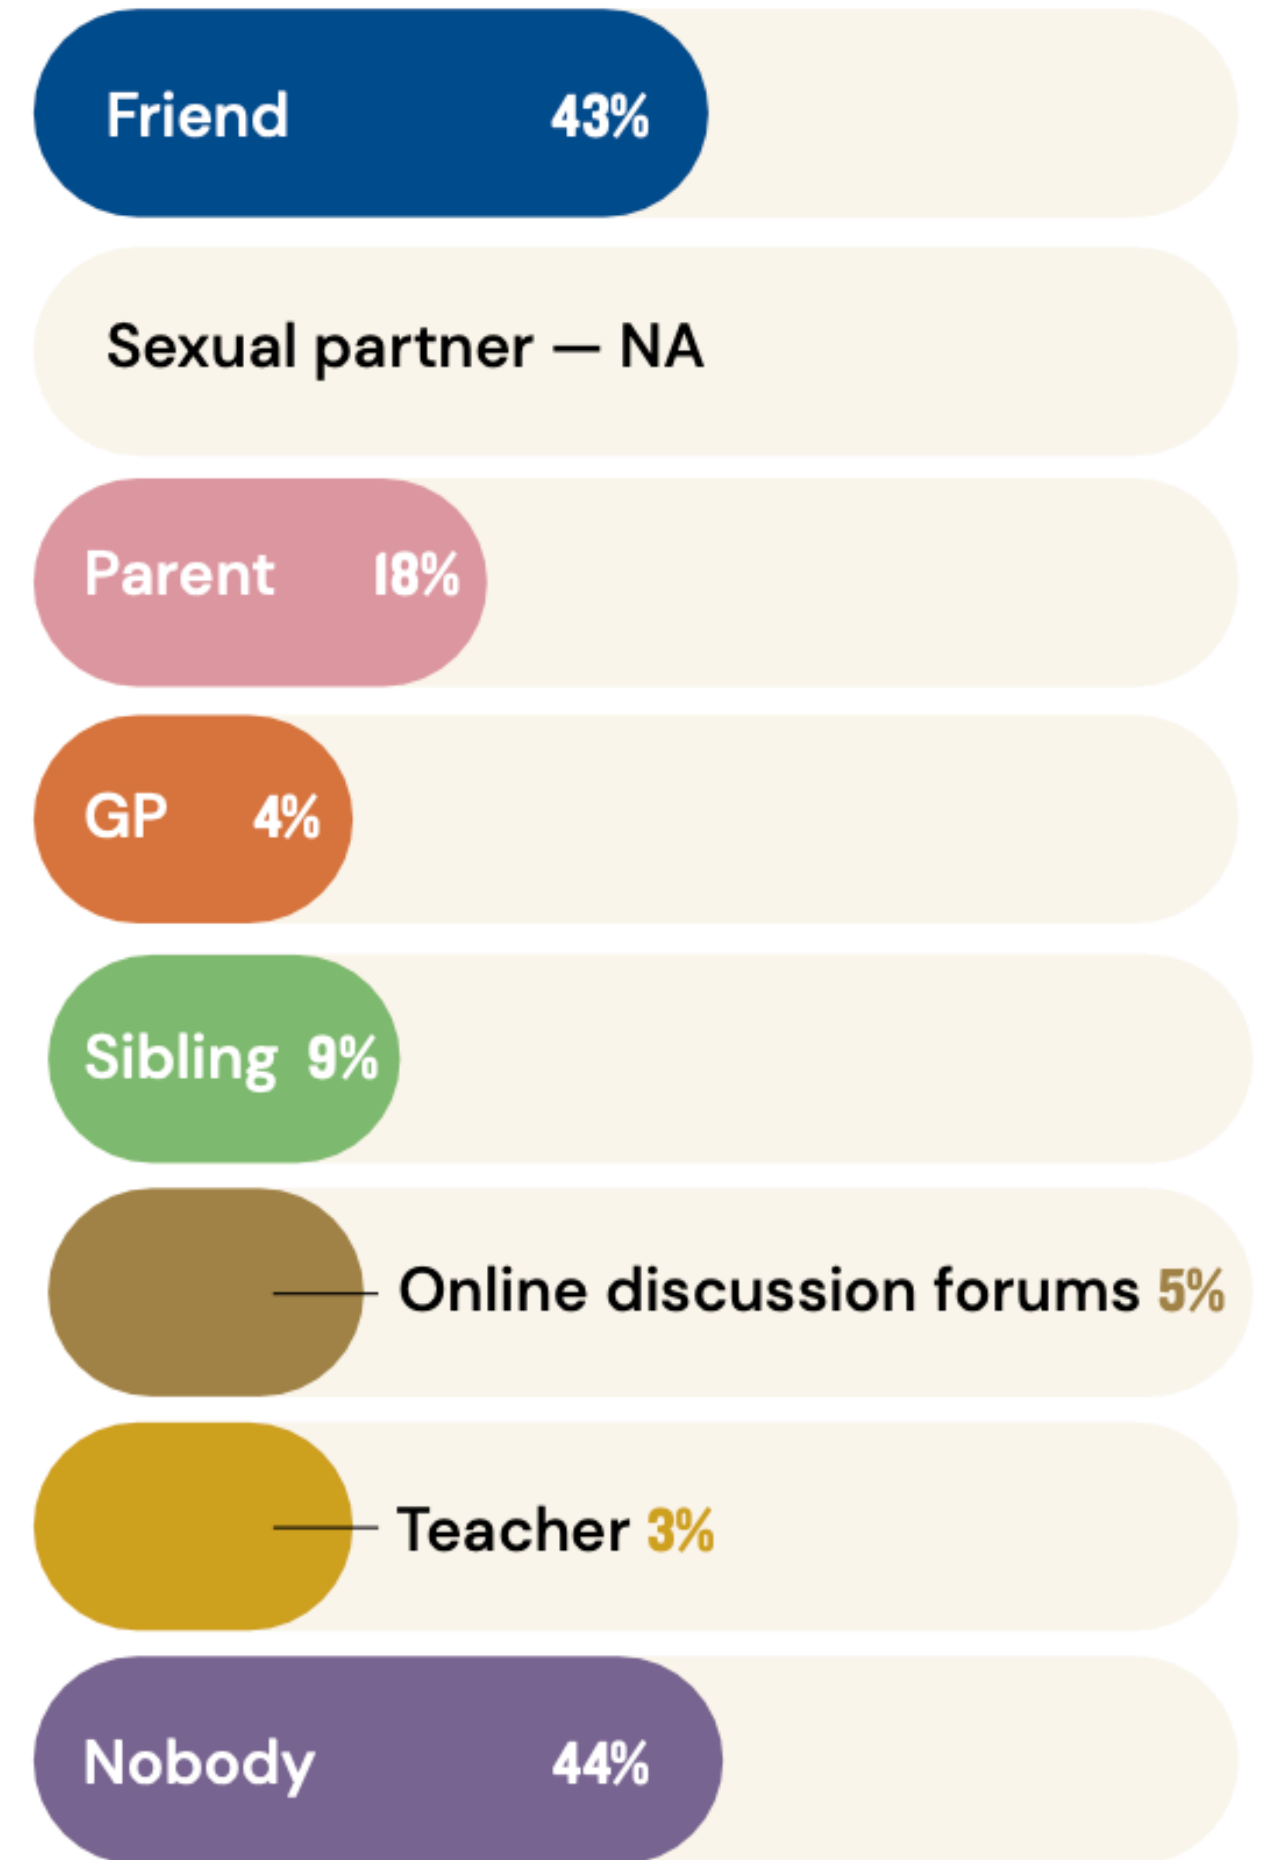 Friend 43%
Sexual partner — NA
Parent 18%
GP 4%
Sibling 9%
Online discussion forums 5%
Teacher 3%
Nobody 44%